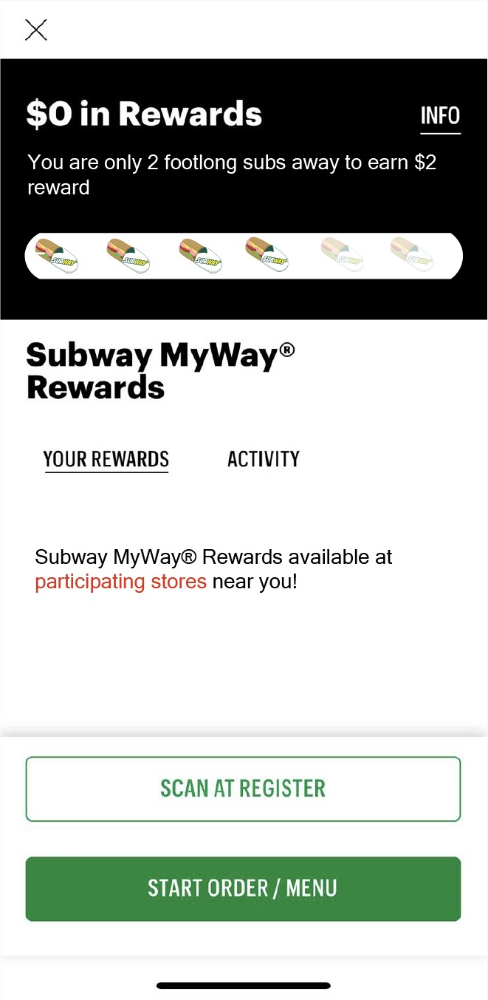 $0 in Rewards
INFO
You are only 2 footlong subs away to earn $2
reward
SUBWAY SUBWAY SUBWAY SUBWAY SUBWAY SUBWAY
Subway MyWay®
Rewards
YOUR REWARDS ACTIVITY
Subway MyWay® Rewards available at
participating stores near you!
SCAN AT REGISTER
START ORDER / MENU